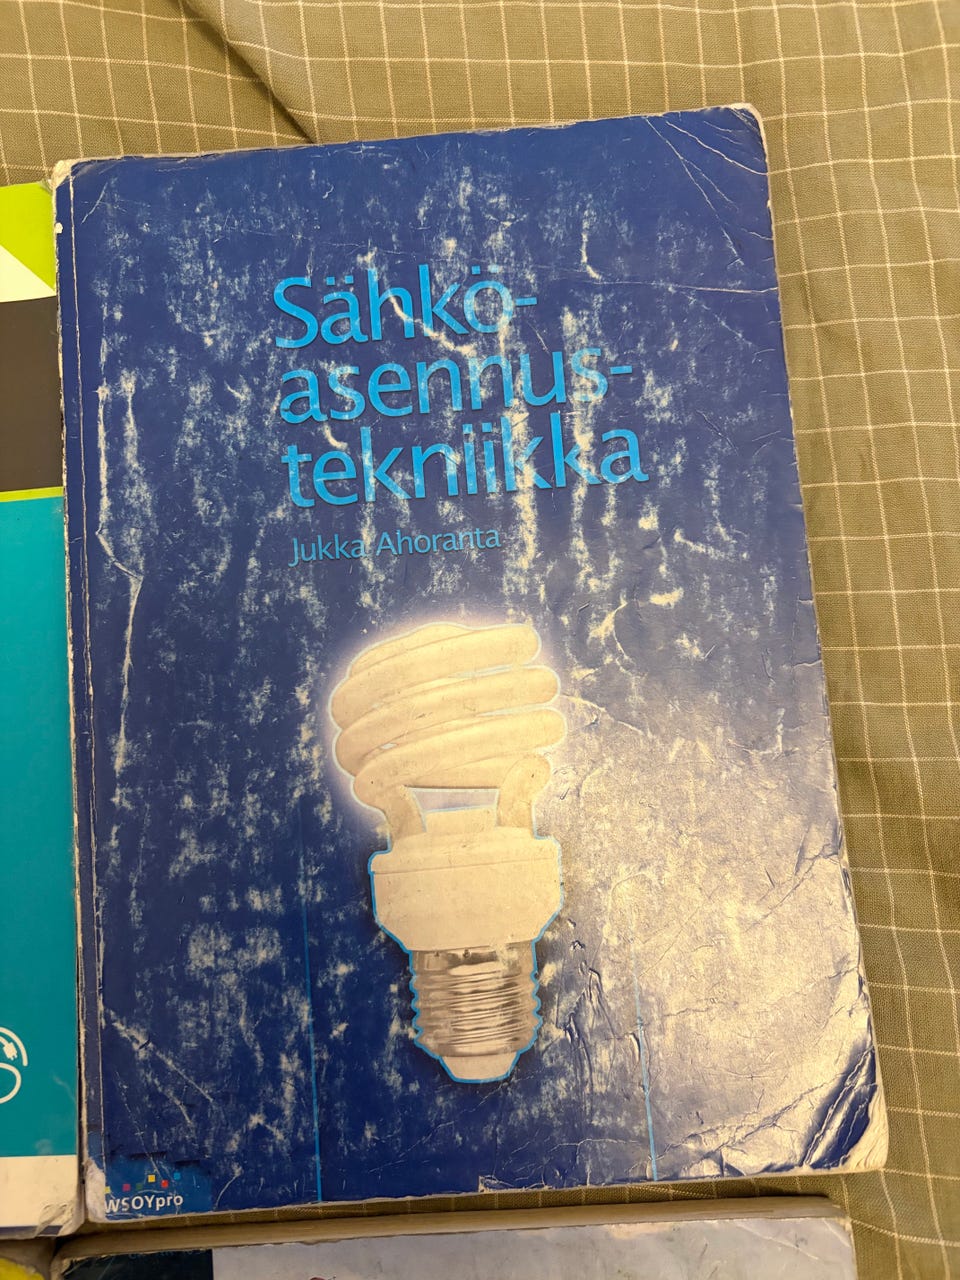 Sähkö-
asennus-
tekniikka
Jukka Ahoranta
WSOYpro